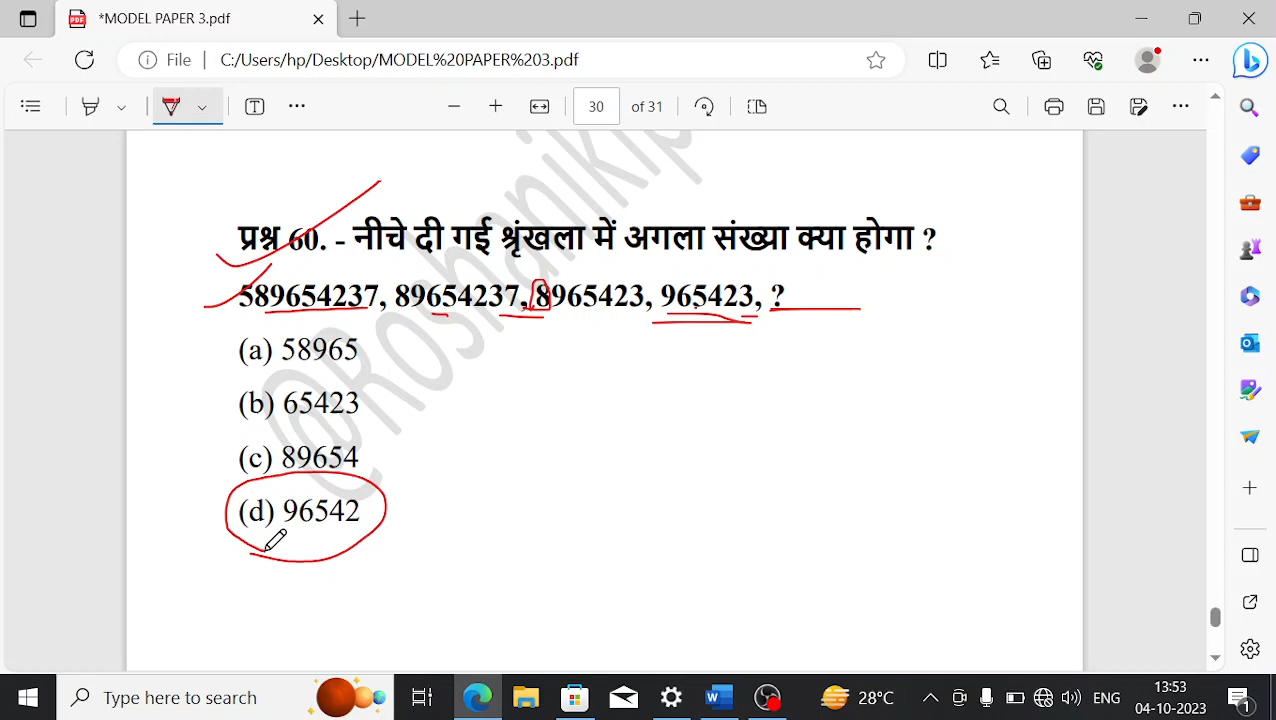 *MODEL PAPER 3.pdf
File
C:/Users/hp/Desktop/MODEL%20PAPER%203.pdf
30 of 31
@Roshanikip
प्रश्न 60. - नीचे दी गई श्रृंखला में अगला संख्या क्या होगा ?
589654237, 89654237, 8965423, 965423, ?
(a) 58965
(b) 65423
(c) 89654
(d) 96542
Type here to search
28°C
ENG
13:53
04-10-2023
1